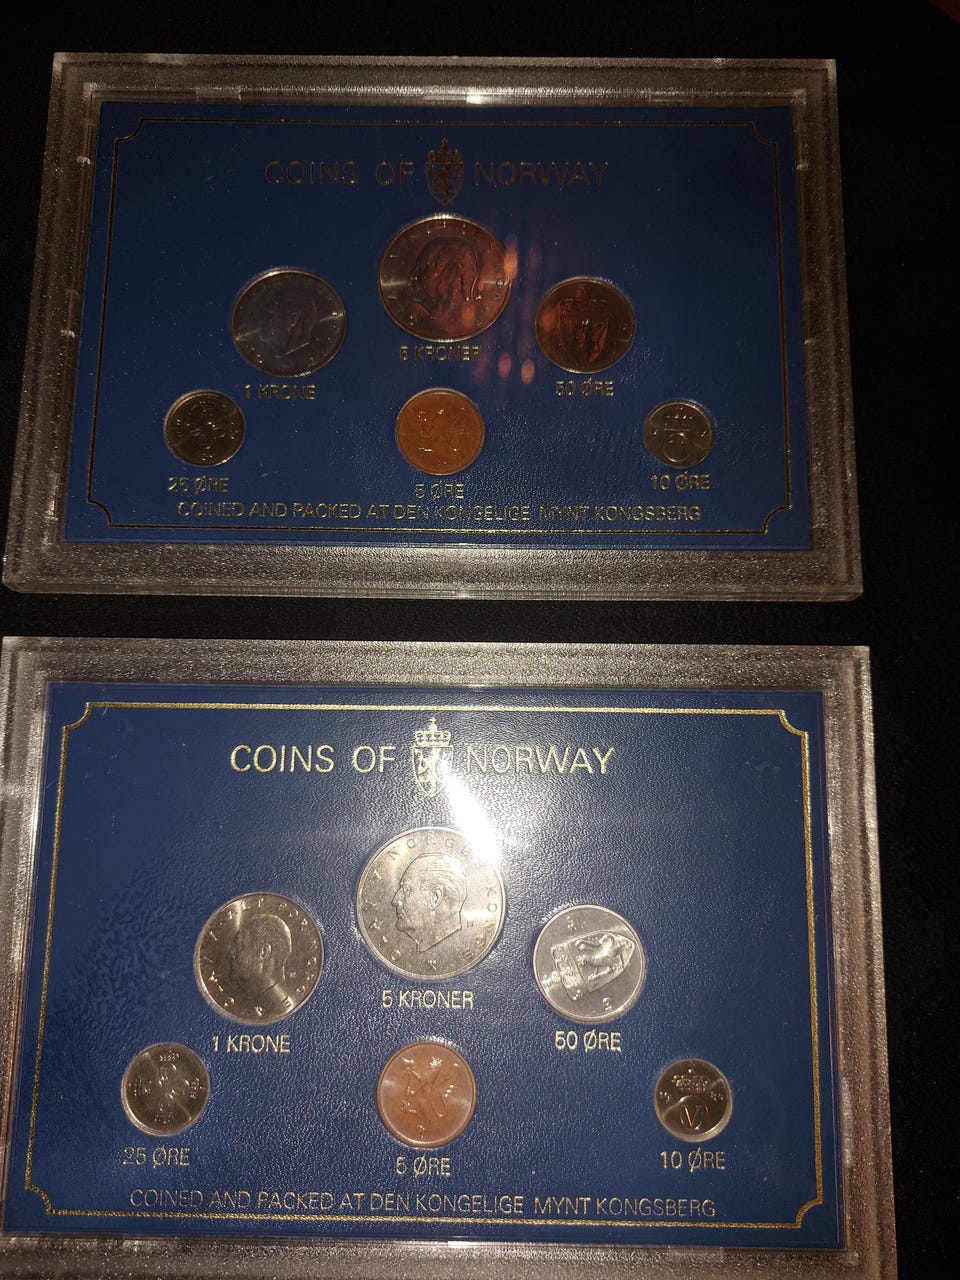 COINS OF NORWAY
5 KRONER
1 KRONE
50 ØRE
25 ØRE
5 ØRE
10 ØRE
COINED AND PACKED AT DEN KONGELIGE MYNT KONGSBERG
COINS OF NORWAY
5 KRONER
1 KRONE
50 ØRE
25 ØRE
5 ØRE
10 ØRE
COINED AND PACKED AT DEN KONGELIGE MYNT KONGSBERG